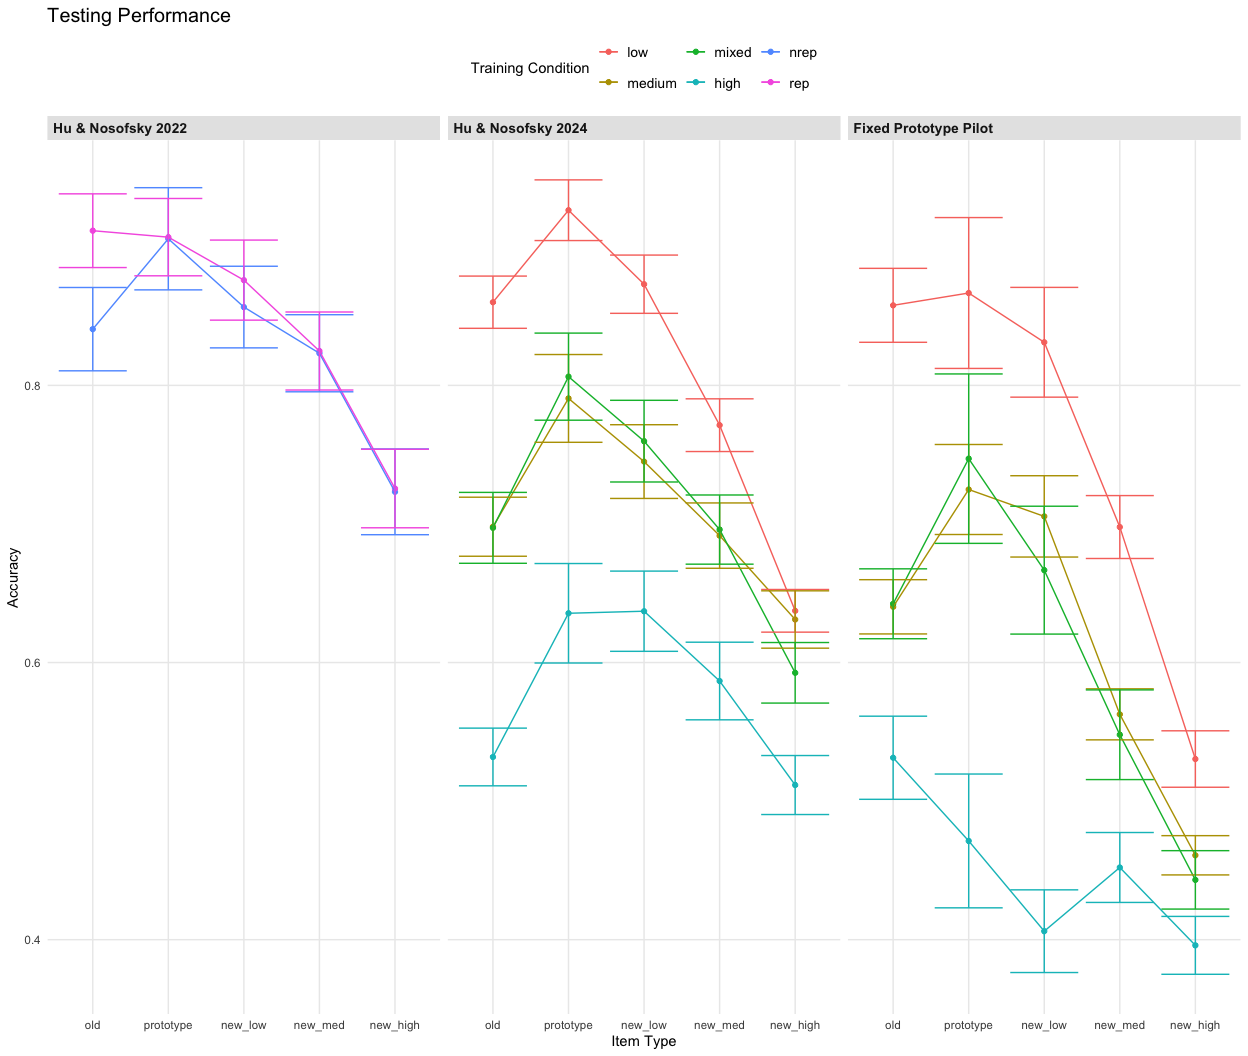 Testing Performance
Training Condition
low
mixed
nrep
medium
high
rep
Hu & Nosofsky 2022
Hu & Nosofsky 2024
Fixed Prototype Pilot
Accuracy
0.8
0.6
0.4
old prototype new_low new_med new_high
old prototype new_low new_med new_high
old prototype new_low new_med new_high
Item Type